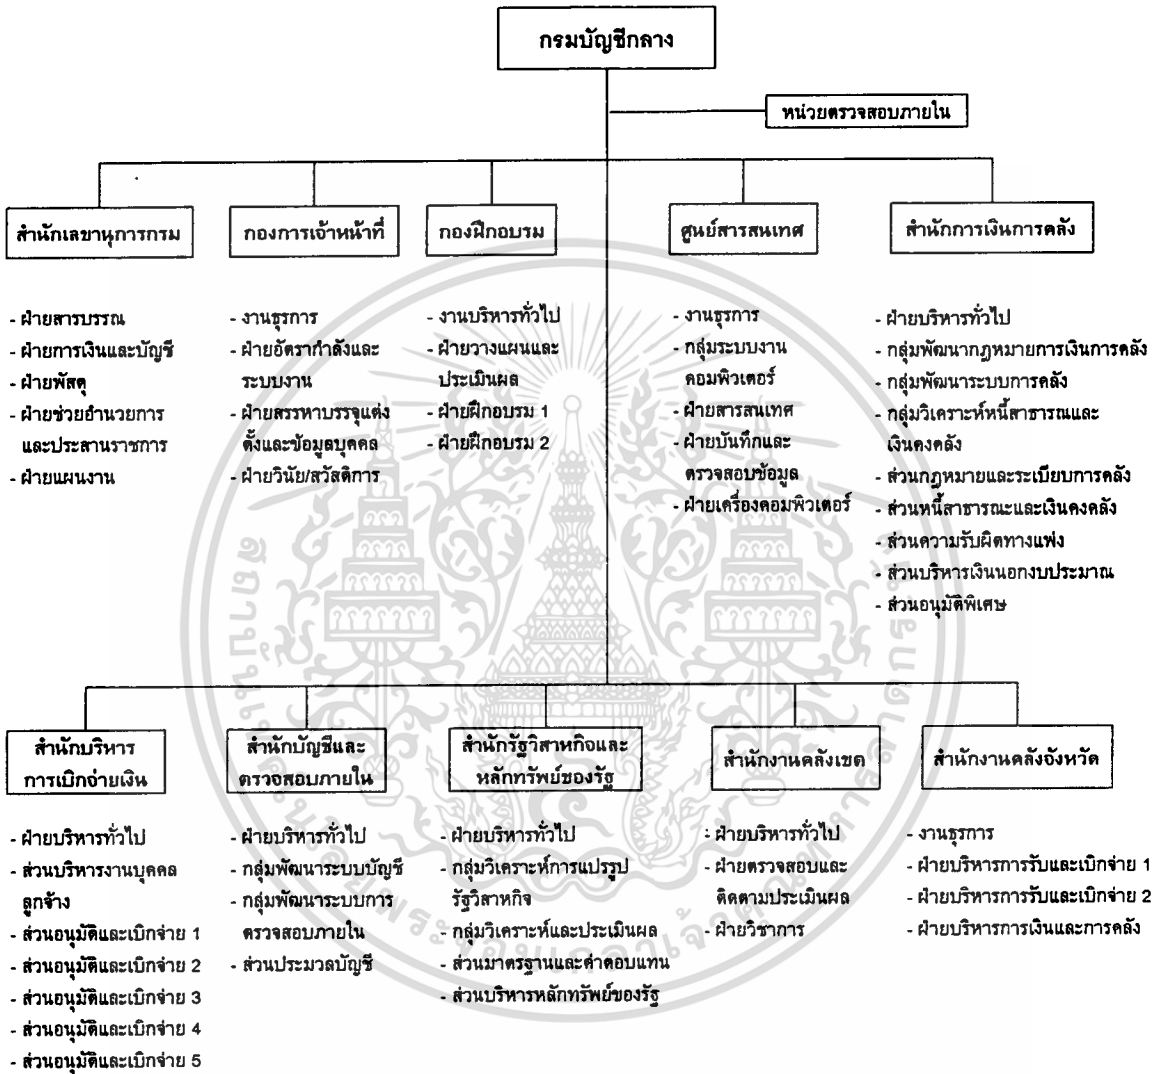 กรมบัญชีกลาง
หน่วยตรวจสอบภายใน
สำนักเลขานุการกรม
- ฝ่ายสารบรรณ
- ฝ่ายการเงินและบัญชี
- ฝ่ายพัสดุ
- ฝ่ายช่วยอำนวยการ
และประสานราชการ
- ฝ่ายแผนงาน
กองการเจ้าหน้าที่
- งานธุรการ
- ฝ่ายอัตรากำลังและ
ระบบงาน
- ฝ่ายสรรหาบรรจุแต่ง
ตั้งและข้อมูลบุคคล
- ฝ่ายวินัย/สวัสดิการ
กองฝึกอบรม
- งานบริหารทั่วไป
- ฝ่ายวางแผนและ
ประเมินผล
- ฝ่ายฝึกอบรม 1
- ฝ่ายฝึกอบรม 2
ศูนย์สารสนเทศ
- งานธุรการ
- กลุ่มระบบงาน
คอมพิวเตอร์
- ฝ่ายสารสนเทศ
- ฝ่ายบันทึกและ
ตรวจสอบข้อมูล
- ฝ่ายเครื่องคอมพิวเตอร์
สำนักการเงินการคลัง
- ฝ่ายบริหารทั่วไป
- กลุ่มพัฒนากฎหมายการเงินการคลัง
- กลุ่มพัฒนาระบบการคลัง
- กลุ่มวิเคราะห์หนี้สาธารณและ
เงินคงคลัง
- ส่วนกฎหมายและระเบียบการคลัง
- ส่วนหนี้สาธารณะและเงินคงคลัง
- ส่วนความรับผิดทางแพ่ง
- ส่วนบริหารเงินนอกงบประมาณ
- ส่วนอนุมัติพิเศษ
สำนักบริหาร
การเบิกจ่ายเงิน
- ฝ่ายบริหารทั่วไป
- ส่วนบริหารงานบุคคล
ลูกจ้าง
- ส่วนอนุมัติและเบิกจ่าย 1
- ส่วนอนุมัติและเบิกจ่าย 2
- ส่วนอนุมัติและเบิกจ่าย 3
- ส่วนอนุมัติและเบิกจ่าย 4
- ส่วนอนุมัติและเบิกจ่าย 5
สำนักบัญชีและ
ตรวจสอบภายใน
- ฝ่ายบริหารทั่วไป
- กลุ่มพัฒนาระบบบัญชี
- กลุ่มพัฒนาระบบการ
ตรวจสอบภายใน
- ส่วนประมวลบัญชี
สำนักรัฐวิสาหกิจและ
หลักทรัพย์ของรัฐ
- ฝ่ายบริหารทั่วไป
- กลุ่มวิเคราะห์การแปรรูป
รัฐวิสาหกิจ
- กลุ่มวิเคราะห์และประเมินผล
- ส่วนมาตรฐานและค่าตอบแทน
- ส่วนบริหารหลักทรัพย์ของรัฐ
สำนักงานคลังเขต
- ฝ่ายบริหารทั่วไป
- ฝ่ายตรวจสอบและ
ติดตามประเมินผล
- ฝ่ายวิชาการ
สำนักงานคลังจังหวัด
- งานธุรการ
- ฝ่ายบริหารการรับและเบิกจ่าย 1
- ฝ่ายบริหารการรับและเบิกจ่าย 2
- ฝ่ายบริหารการเงินและการคลัง
สถาบันเทคโนโลยีพระจอมเกล้าเจ้าคุณทหารลาดกระบัง